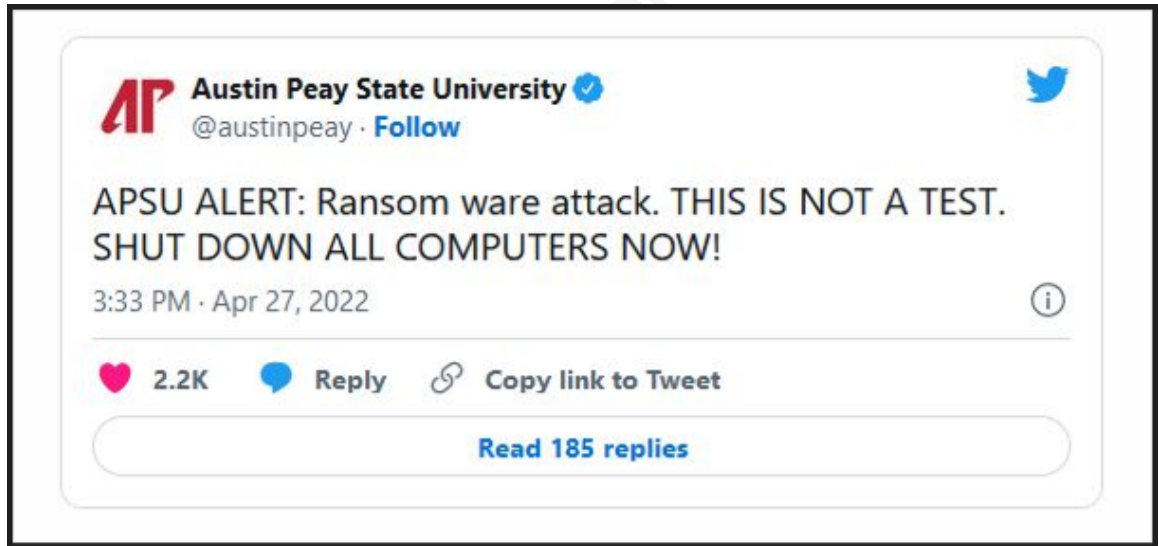 AP Austin Peay State University
@austinpeay · Follow
APSU ALERT: Ransom ware attack. THIS IS NOT A TEST.
SHUT DOWN ALL COMPUTERS NOW!
3:33 PM · Apr 27, 2022
2.2K Reply Copy link to Tweet
Read 185 replies